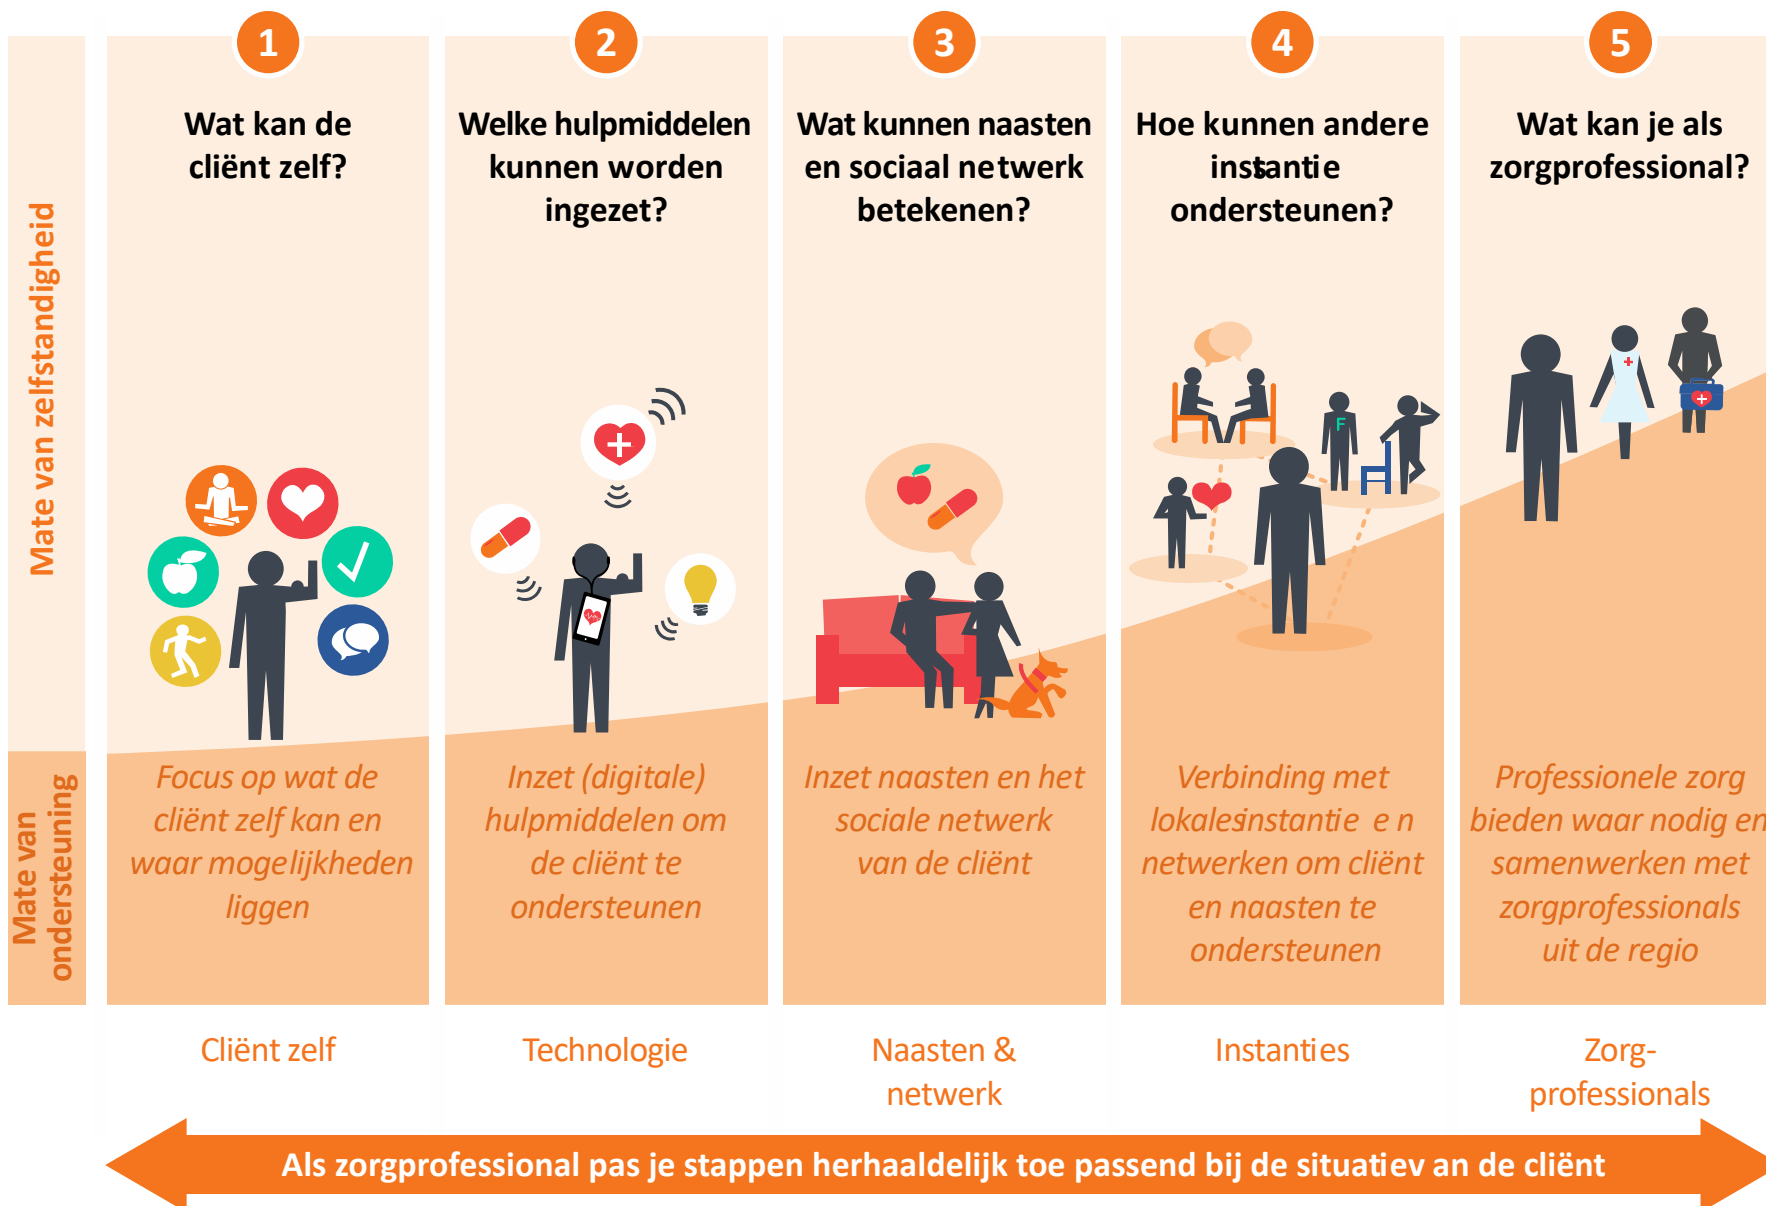 1
Wat kan de
cliënt zelf?
2
Welke hulpmiddelen
kunnen worden
ingezet?
3
Wat kunnen naasten
en sociaal netwerk
betekenen?
4
Hoe kunnen andere
instantie
ondersteunen?
5
Wat kan je als
zorgprofessional?
Mate van zelfstandigheid
F
Mate van
ondersteuning
Focus op wat de
cliënt zelf kan en
waar mogelijkheden
liggen
Inzet (digitale)
hulpmiddelen om
de cliënt te
ondersteunen
Inzet naasten en het
sociale netwerk
van de cliënt
Verbinding met
lokalesinstantie e n
netwerken om cliënt
en naasten te
ondersteunen
Professionele zorg
bieden waar nodig en
samenwerken met
zorgprofessionals
uit de regio
Cliënt zelf
Technologie
Naasten &
netwerk
Instanties
Zorg-
professionals
Als zorgprofessional pas je stappen herhaaldelijk toe passend bij de situatiev an de cliënt